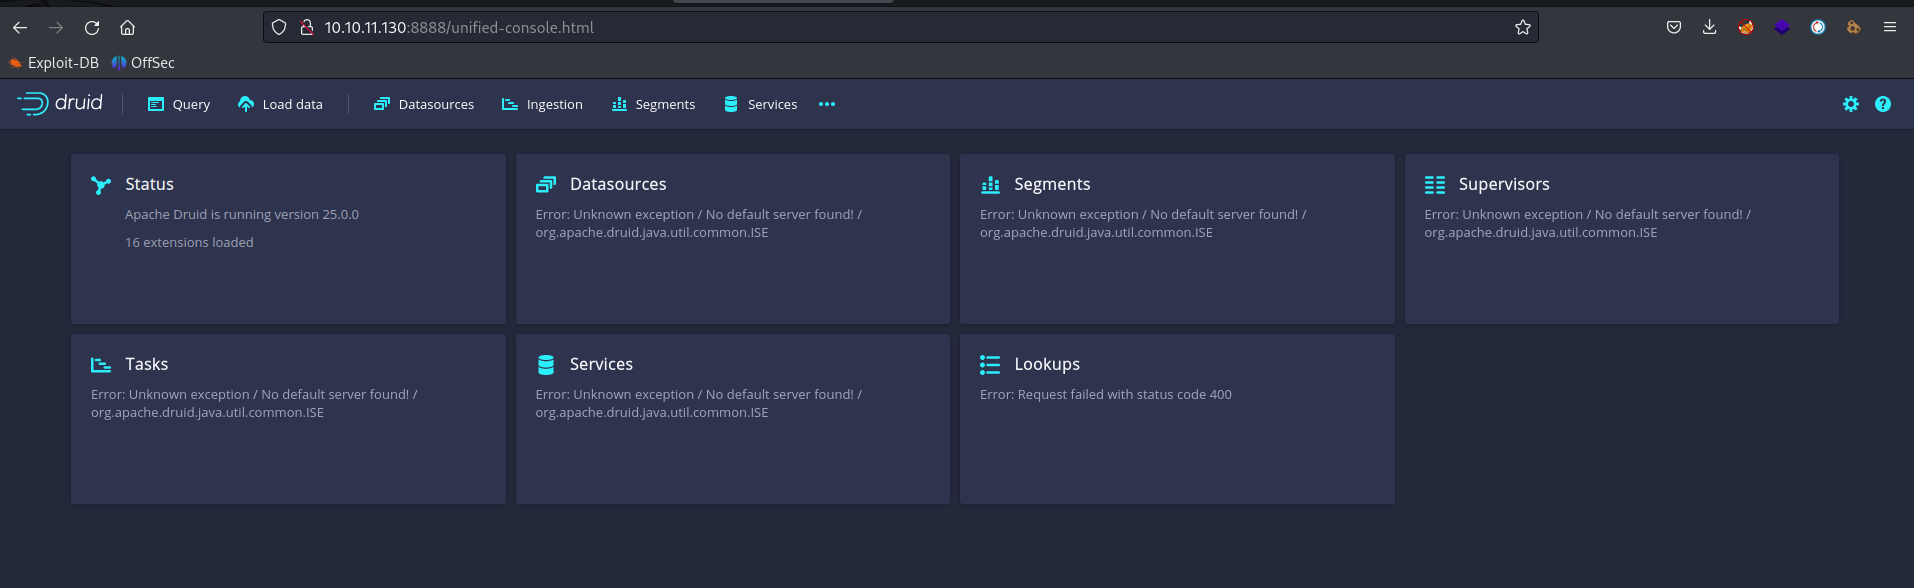 10.10.11.130:8888/unified-console.html
Exploit-DB OffSec
druid Query Load data Datasources Ingestion Segments Services
Status
Apache Druid is running version 25.0.0
16 extensions loaded
Datasources
Error: Unknown exception / No default server found! /
org.apache.druid.java.util.common.ISE
Segments
Error: Unknown exception / No default server found! /
org.apache.druid.java.util.common.ISE
Supervisors
Error: Unknown exception / No default server found! /
org.apache.druid.java.util.common.ISE
Tasks
Error: Unknown exception / No default server found! /
org.apache.druid.java.util.common.ISE
Services
Error: Unknown exception / No default server found! /
org.apache.druid.java.util.common.ISE
Lookups
Error: Request failed with status code 400